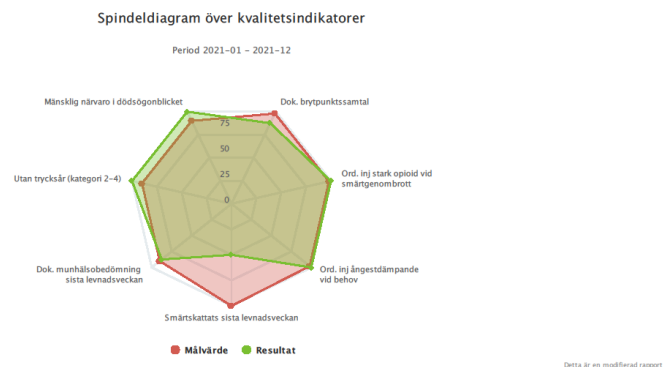 Spindeldiagram över kvalitetsindikatorer
Period 2021-01 - 2021-12
Mänsklig närvaro i dödsögonblicket
Dok. brytpunktssamtal
75
50
25
0
Utan trycksår (kategori 2-4)
Ord. inj stark opioid vid
smärtgenombrott
Dok. munhälsobedömning
sista levnadsveckan
Ord. inj ångestdämpande
vid behov
Smärtskattats sista levnadsveckan
Målvärde
Resultat
Detta är en modifierad rapport